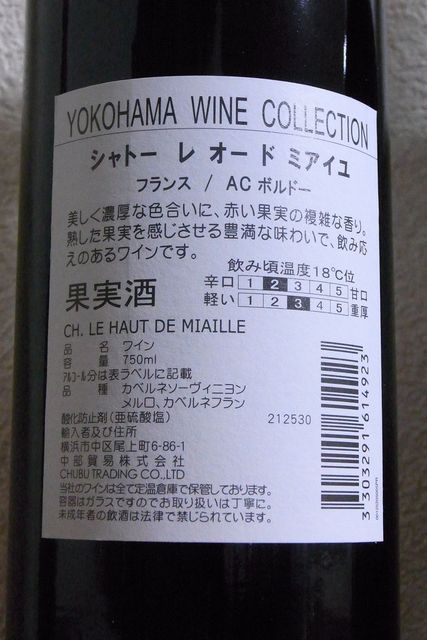 YOKOHAMA WINE COLLECTION
シャトー レ オード ミアイユ
フランス / AC ボルドー
美しく濃厚な色合いに、赤い果実の複雑な香り。
熟した果実を感じさせる豊満な味わいで、飲み応
えのあるワインです。
飲み頃温度18℃位
辛口 1 2 3 4 5 甘口
軽い 1 2 3 4 5 重厚
果実酒
CH. LE HAUT DE MIAILLE
品 名 ワイン
容 量 750ml
アルコール分は表ラベルに記載
品 種 カベルネソーヴィニヨン
メルロ、カベルネフラン
酸化防止剤(亜硫酸塩) 212530
輸入者及び住所
横浜市中区尾上町6-86-1
中部貿易株式会社
CHUBU TRADING CO.,LTD
当社のワインは全て定温倉庫で保管しております。
容器はガラスですのでお取り扱いは丁寧に。
未成年者の飲酒は法律で禁じられています。
3 303291 614923